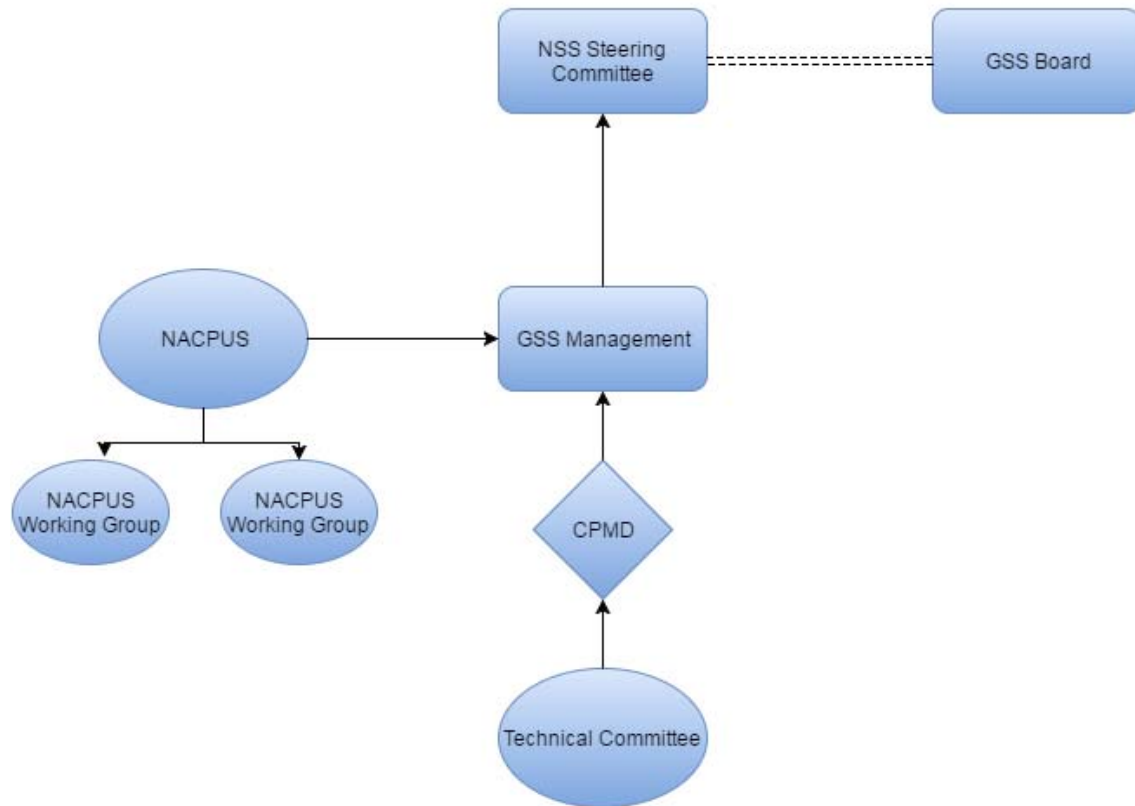 NSS Steering
Committee
GSS Board
NACPUS
GSS Management
NACPUS
Working Group
NACPUS
Working Group
CPMD
Technical Committee